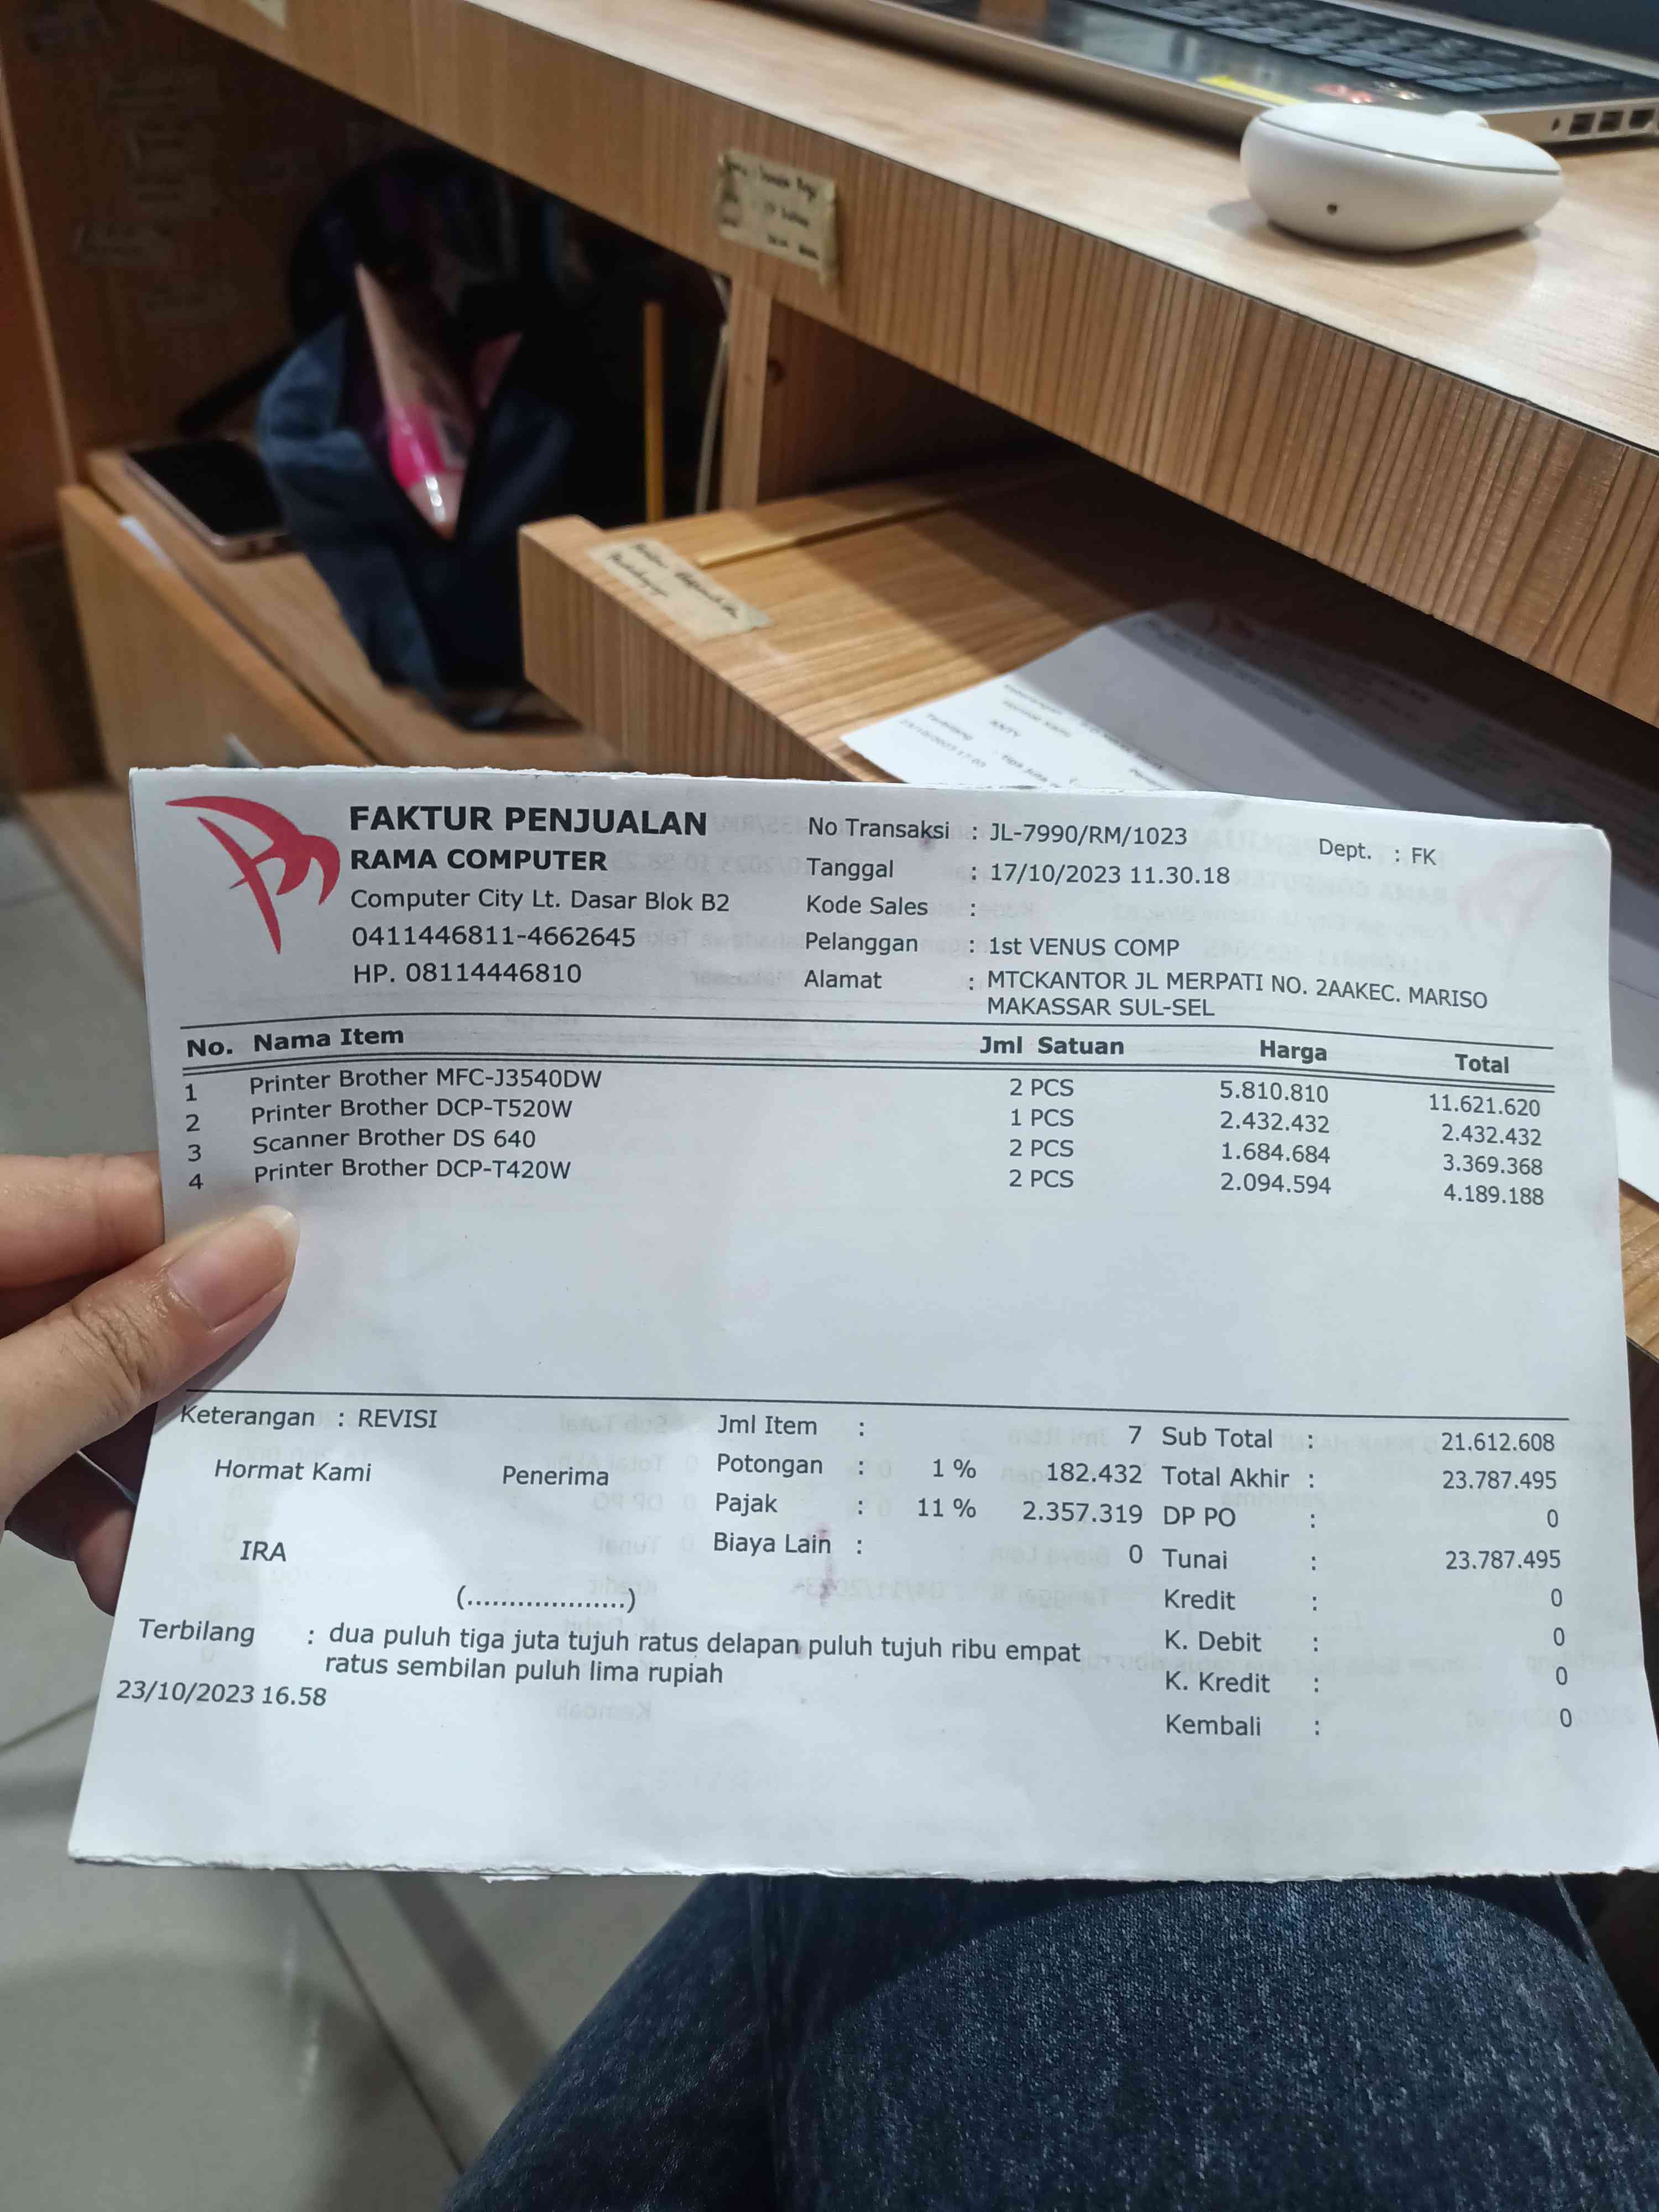 FAKTUR PENJUALAN
RAMA COMPUTER
Computer City Lt. Dasar Blok B2
0411446811-4662645
HP. 08114446810
No Transaksi : JL-7990/RM/1023
Dept. : FK
Tanggal : 17/10/2023 11.30.18
Kode Sales :
Pelanggan : 1st VENUS COMP
Alamat : MTCKANTOR JL MERPATI NO. 2AAKEC. MARISO
MAKASSAR SUL-SEL
No. Nama Item Jml Satuan Harga Total
1 Printer Brother MFC-J3540DW 2 PCS 5.810.810 11.621.620
2 Printer Brother DCP-T520W 1 PCS 2.432.432 2.432.432
3 Scanner Brother DS 640 2 PCS 1.684.684 3.369.368
4 Printer Brother DCP-T420W 2 PCS 2.094.594 4.189.188
Keterangan : REVISI
Hormat Kami Penerima
IRA
(...................)
Jml Item : 7
Potongan : 1 % 182.432
Pajak : 11 % 2.357.319
Biaya Lain : 0
Sub Total : 21.612.608
Total Akhir : 23.787.495
DP PO : 0
Tunai : 23.787.495
Kredit : 0
K. Debit : 0
K. Kredit : 0
Kembali : 0
Terbilang : dua puluh tiga juta tujuh ratus delapan puluh tujuh ribu empat
ratus sembilan puluh lima rupiah
23/10/2023 16.58